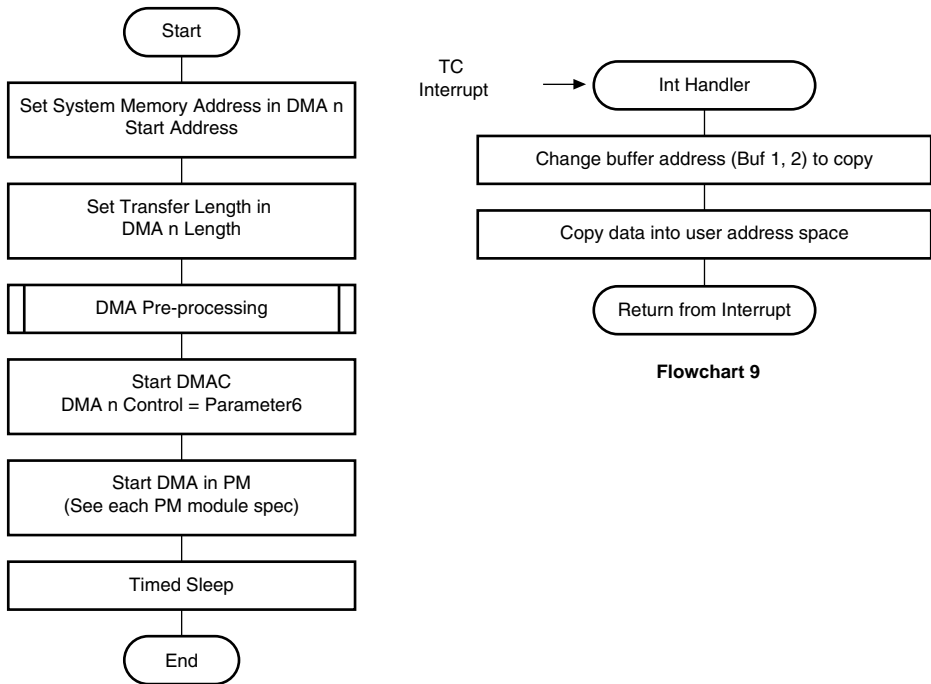 Start
Set System Memory Address in DMA n
Start Address
Set Transfer Length in
DMA n Length
DMA Pre-processing
Start DMAC
DMA n Control = Parameter6
Start DMA in PM
(See each PM module spec)
Timed Sleep
End
TC
Interrupt
Int Handler
Change buffer address (Buf 1, 2) to copy
Copy data into user address space
Return from Interrupt
Flowchart 9